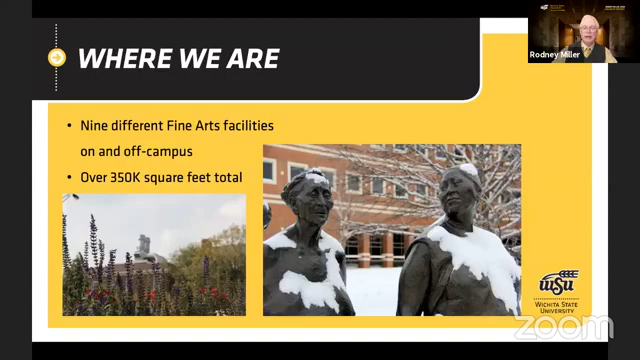 WHERE WE ARE
Rodney Miller
• Nine different Fine Arts facilities
on and off-campus
• Over 350K square feet total
wsu
WICHITA STATE
UNIVERSITY
zoom